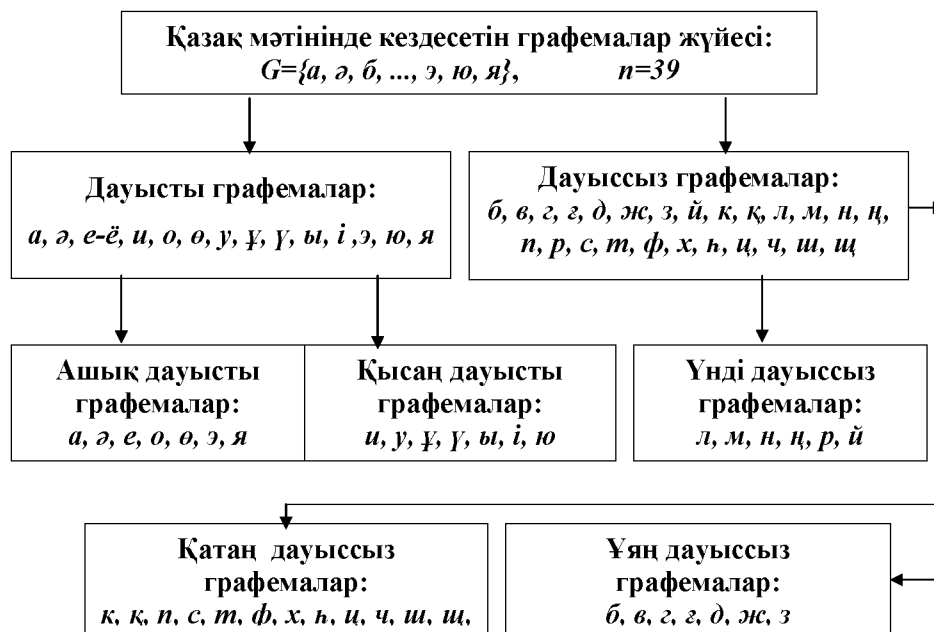 Қазақ мәтінінде кездесетін графемалар жүйесі:
G={а, ә, б, ..., э, ю, я}, n=39
Дауысты графемалар:
а, ә, е-ё, и, о, ө, у, ұ, ү, ы, і ,э, ю, я
Дауыссыз графемалар:
б, в, г, ғ, д, ж, з, й, к, қ, л, м, н, ң,
п, р, с, т, ф, х, һ, ц, ч, ш, щ
Ашық дауысты
графемалар:
а, ә, е, о, ө, э, я
Қысаң дауысты
графемалар:
и, у, ұ, ү, ы, і, ю
Үнді дауыссыз
графемалар:
л, м, н, ң, р, й
Қатаң дауыссыз
графемалар:
к, қ, п, с, т, ф, х, һ, ц, ч, ш, щ,
Ұяң дауыссыз
графемалар:
б, в, г, ғ, д, ж, з